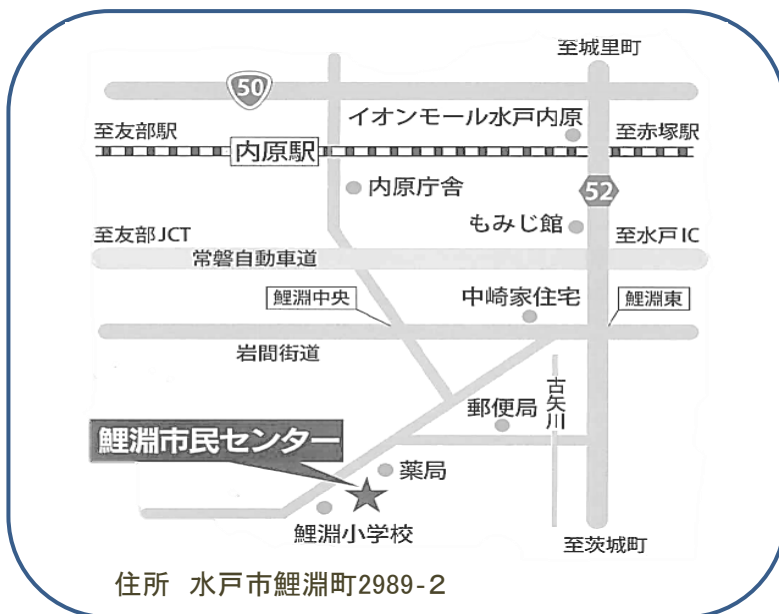 至城里町
50
イオンモール水戸内原
至友部駅
至赤塚駅
内原駅
内原庁舎
52
もみじ館
至友部JCT
至水戸IC
常磐自動車道
鯉淵中央
中崎家住宅
鯉淵東
岩間街道
古矢川
郵便局
鯉淵市民センター
薬局
鯉淵小学校
至茨城町
住所 水戸市鯉淵町2989-2